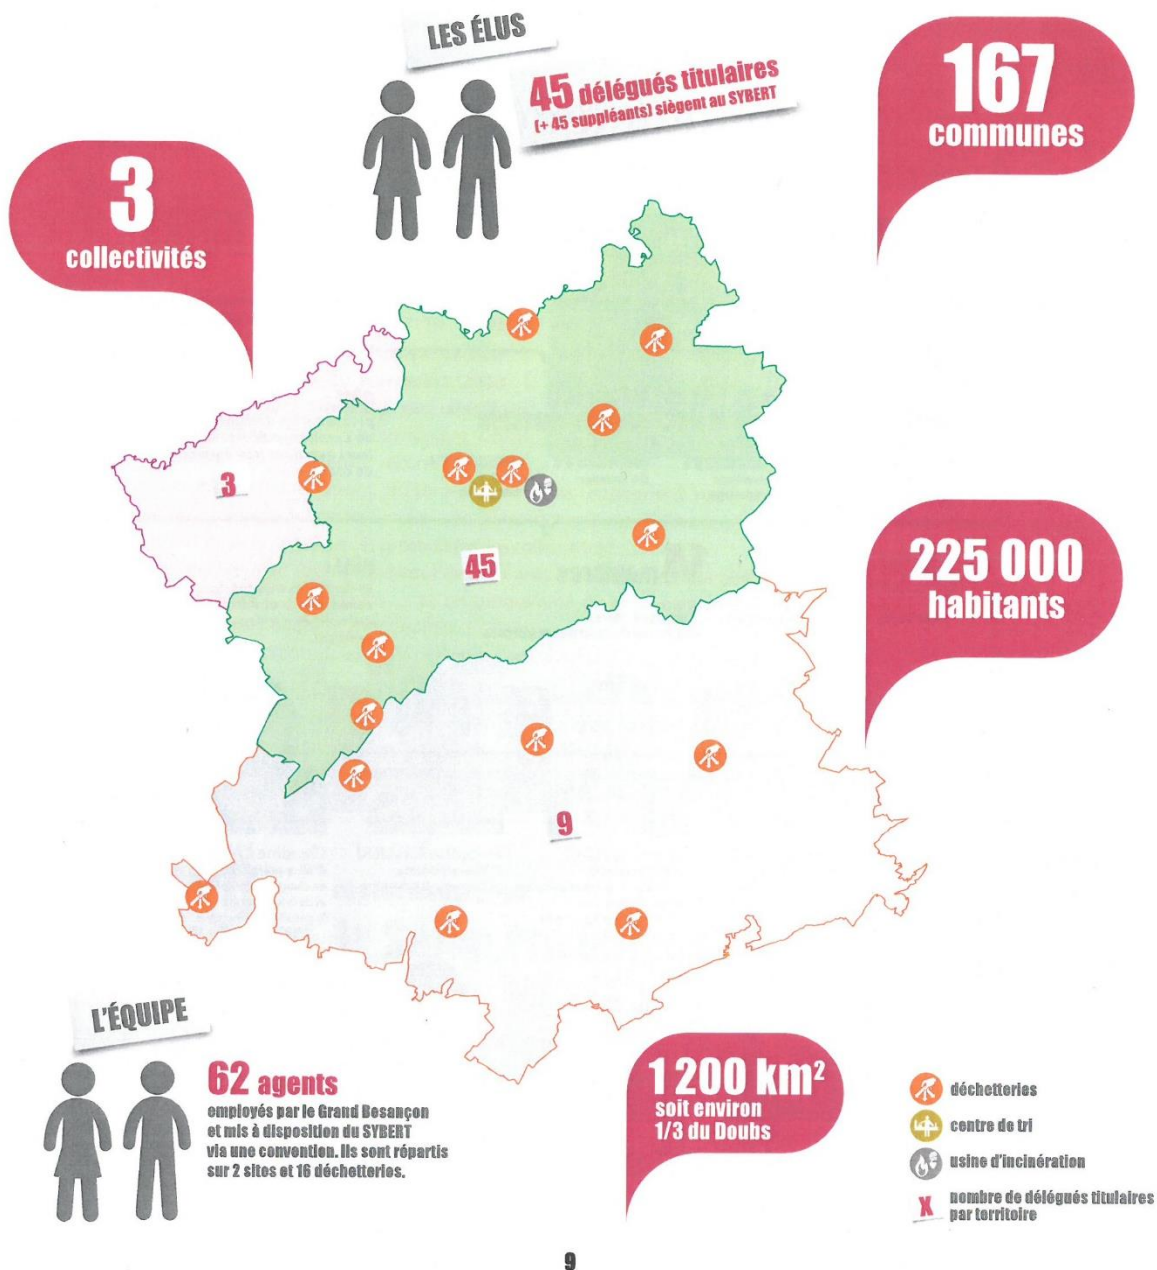 LES ÉLUS
45 délégués titulaires
(+ 45 suppléants) siègent au SYBERT
167
communes
3
collectivités
3
45
225 000
habitants
9
L'ÉQUIPE
62 agents
employés par le Grand Besançon
et mis à disposition du SYBERT
via une convention. Ils sont répartis
sur 2 sites et 16 déchetteries.
1 200 km²
soit environ
1/3 du Doubs
déchetteries
centre de tri
usine d'incinération
X nombre de délégués titulaires
par territoire
9